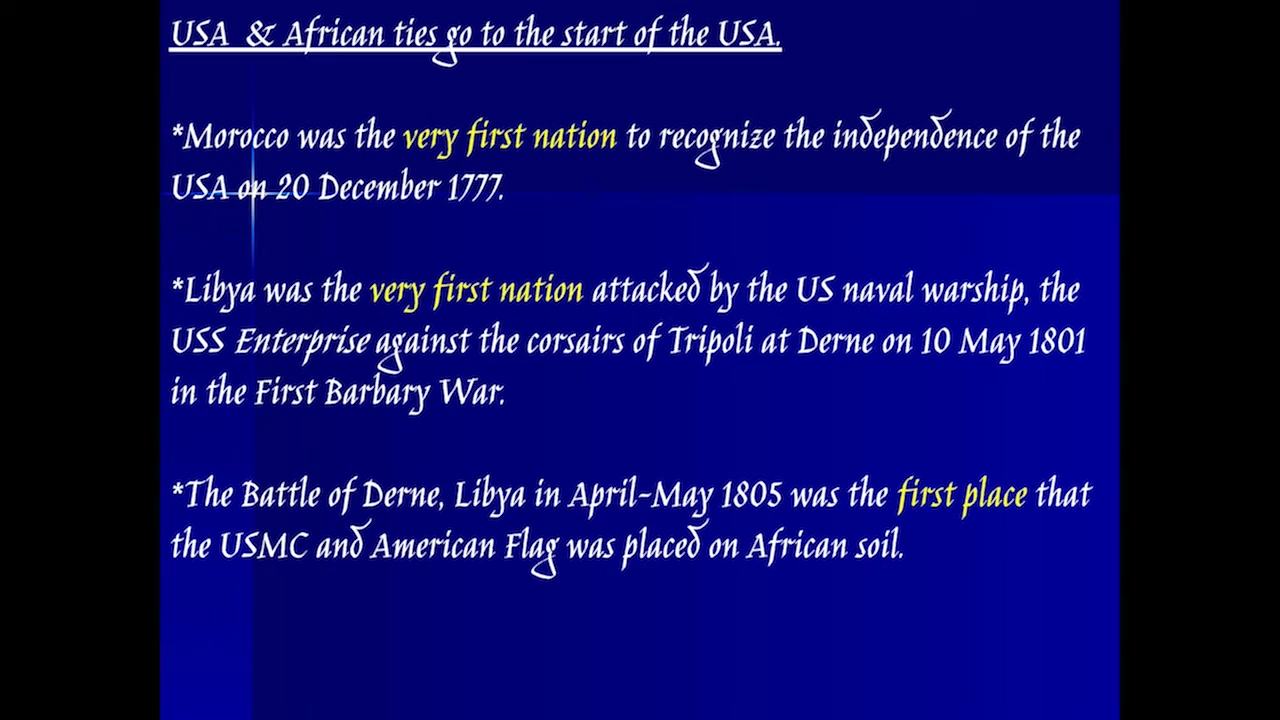 USA & African ties go to the start of the USA.
*Morocco was the very first nation to recognize the independence of the
USA on 20 December 1777.
*Libya was the very first nation attacked by the US naval warship, the
USS Enterprise against the corsairs of Tripoli at Derne on 10 May 1801
in the First Barbary War.
*The Battle of Derne, Libya in April-May 1805 was the first place that
the USMC and American Flag was placed on African soil.